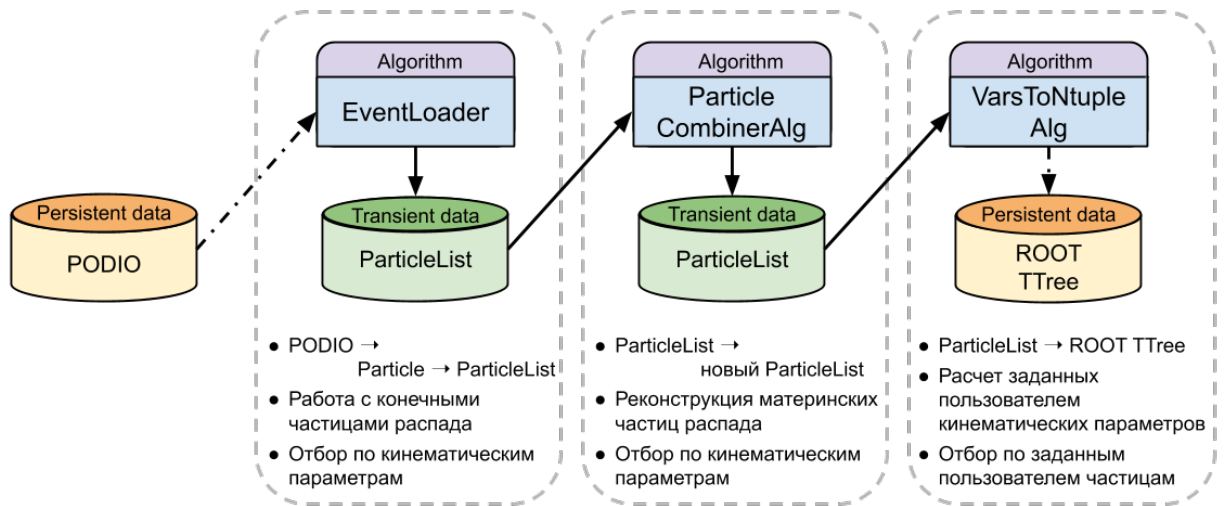 Persistent data
PODIO
Algorithm
EventLoader
Transient data
ParticleList
● PODIO →
Particle → ParticleList
● Работа с конечными
частицами распада
● Отбор по кинематическим
параметрам
Algorithm
Particle
CombinerAlg
Transient data
ParticleList
● ParticleList →
новый ParticleList
● Реконструкция материнских
частиц распада
● Отбор по кинематическим
параметрам
Algorithm
VarsToNtuple
Alg
Persistent data
ROOT
TTree
● ParticleList → ROOT TTree
● Расчет заданных
пользователем
кинематических параметров
● Отбор по заданным
пользователем частицам